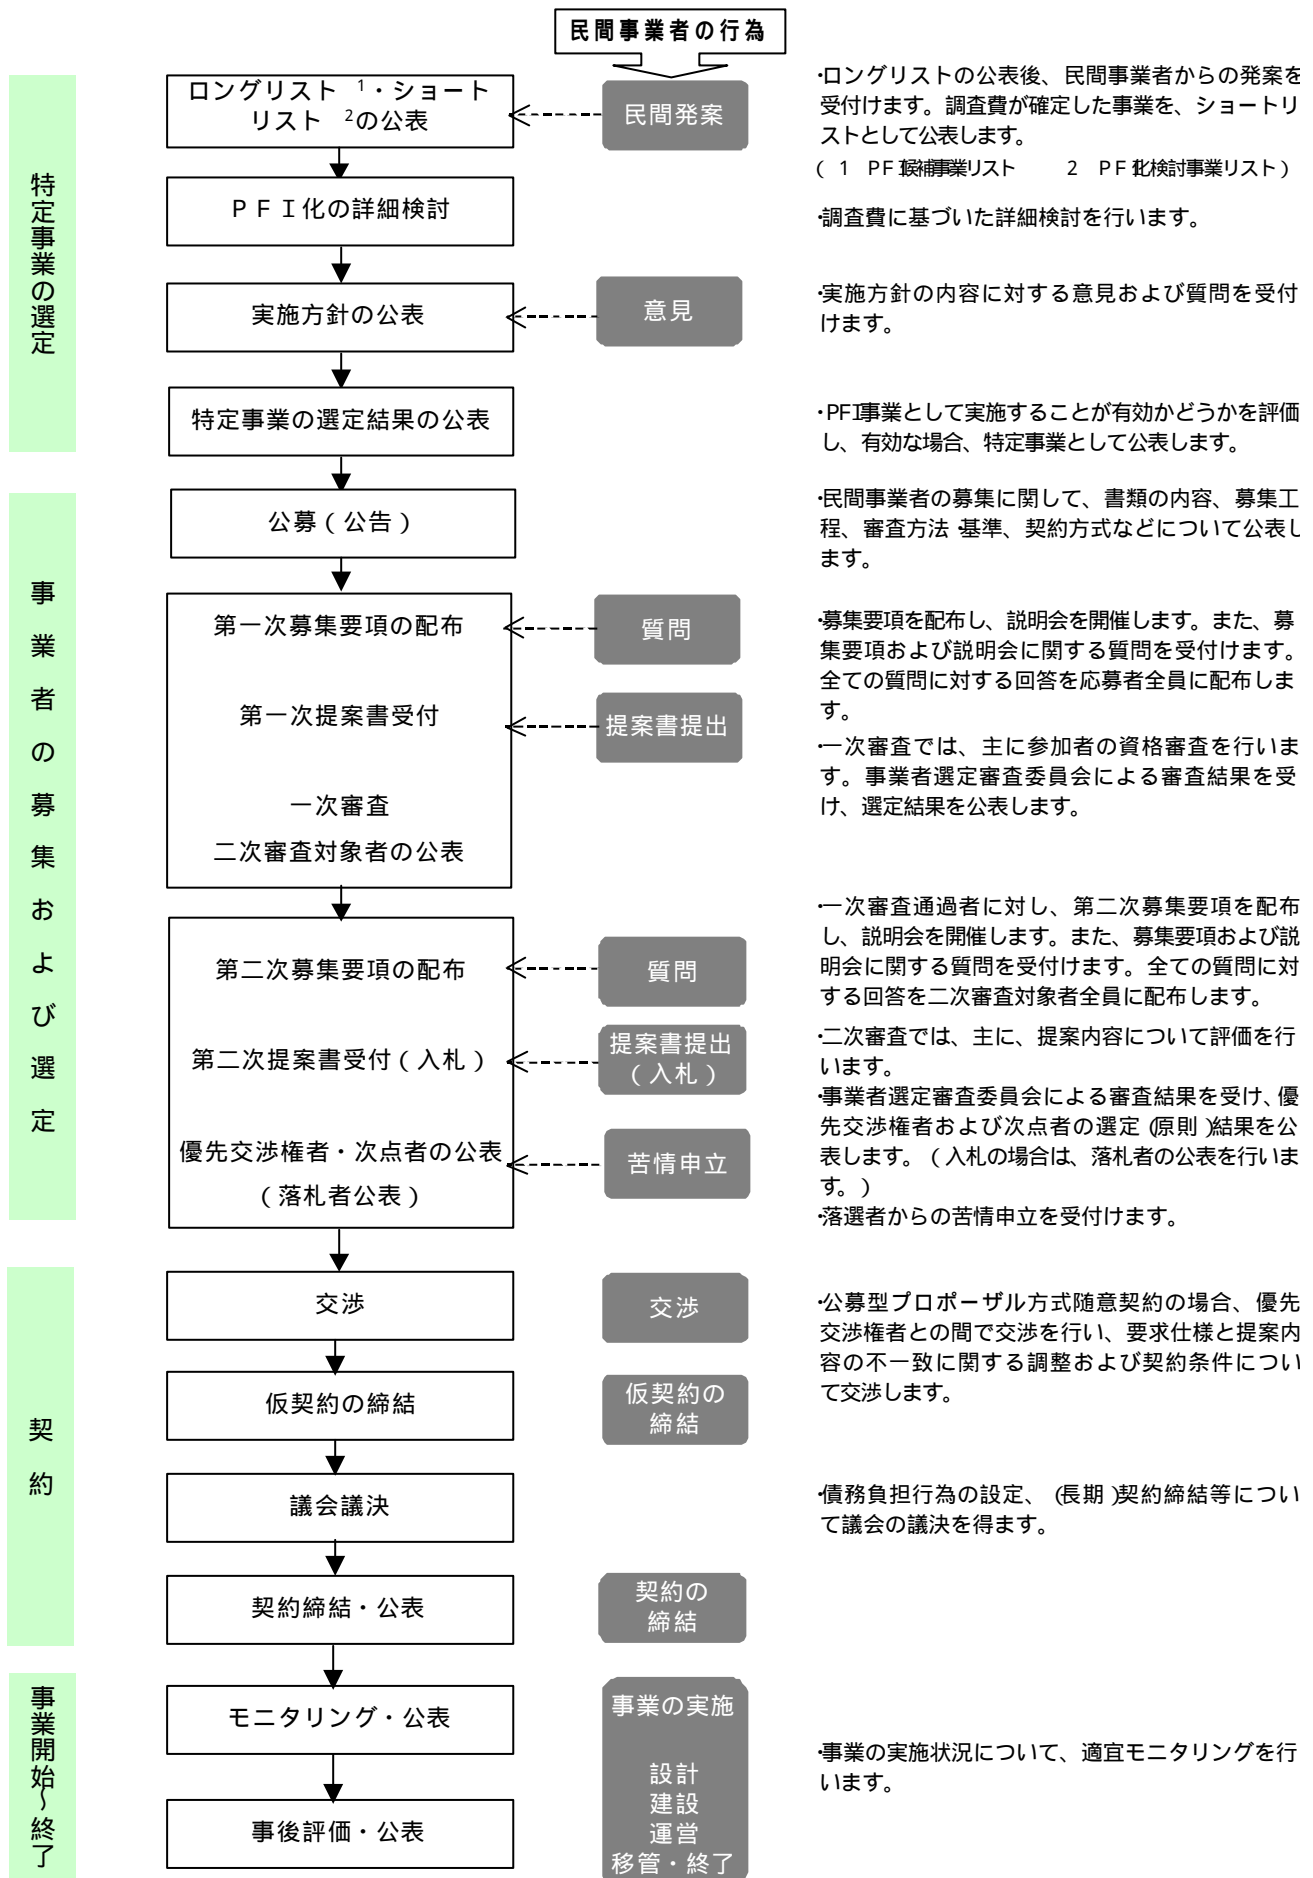 民間事業者の行為
特定事業の選定
ロングリスト 1・ショート
リスト 2の公表
民間発案
・ロングリストの公表後、民間事業者からの発案を
受付けます。調査費が確定した事業を、ショートリ
ストとして公表します。
( 1 PFI候補事業リスト 2 PFI化検討事業リスト)
PFI化の詳細検討
・調査費に基づいた詳細検討を行います。
実施方針の公表
意見
・実施方針の内容に対する意見および質問を受付
けます。
特定事業の選定結果の公表
・PFI事業として実施することが有効かどうかを評価
し、有効な場合、特定事業として公表します。
事業者の募集および選定
公募(公告)
・民間事業者の募集に関して、書類の内容、募集工
程、審査方法・基準、契約方式などについて公表し
ます。
第一次募集要項の配布
質問
・募集要項を配布し、説明会を開催します。また、募
集要項および説明会に関する質問を受付けます。
全ての質問に対する回答を応募者全員に配布しま
す。
第一次提案書受付
提案書提出
・一次審査では、主に参加者の資格審査を行いま
す。事業者選定審査委員会による審査結果を受
け、選定結果を公表します。
一次審査
二次審査対象者の公表
・一次審査通過者に対し、第二次募集要項を配布
し、説明会を開催します。また、募集要項および説
明会に関する質問を受付けます。全ての質問に対
する回答を二次審査対象者全員に配布します。
第二次募集要項の配布
質問
第二次提案書受付(入札)
提案書提出
(入札)
・二次審査では、主に、提案内容について評価を行
います。
・事業者選定審査委員会による審査結果を受け、優
先交渉権者および次点者の選定(原則)結果を公
表します。(入札の場合は、落札者の公表を行いま
す。)
・落選者からの苦情申立を受付けます。
優先交渉権者・次点者の公表
(落札者公表)
苦情申立
契約
交渉
交渉
・公募型プロポーザル方式随意契約の場合、優先
交渉権者との間で交渉を行い、要求仕様と提案内
容の不一致に関する調整および契約条件につい
て交渉します。
仮契約の締結
仮契約の
締結
議会議決
・債務負担行為の設定、(長期)契約締結等につい
て議会の議決を得ます。
契約締結・公表
契約の
締結
事業開始～終了
モニタリング・公表
事業の実施
設計
建設
運営
移管・終了
・事業の実施状況について、適宜モニタリングを行
います。
事後評価・公表